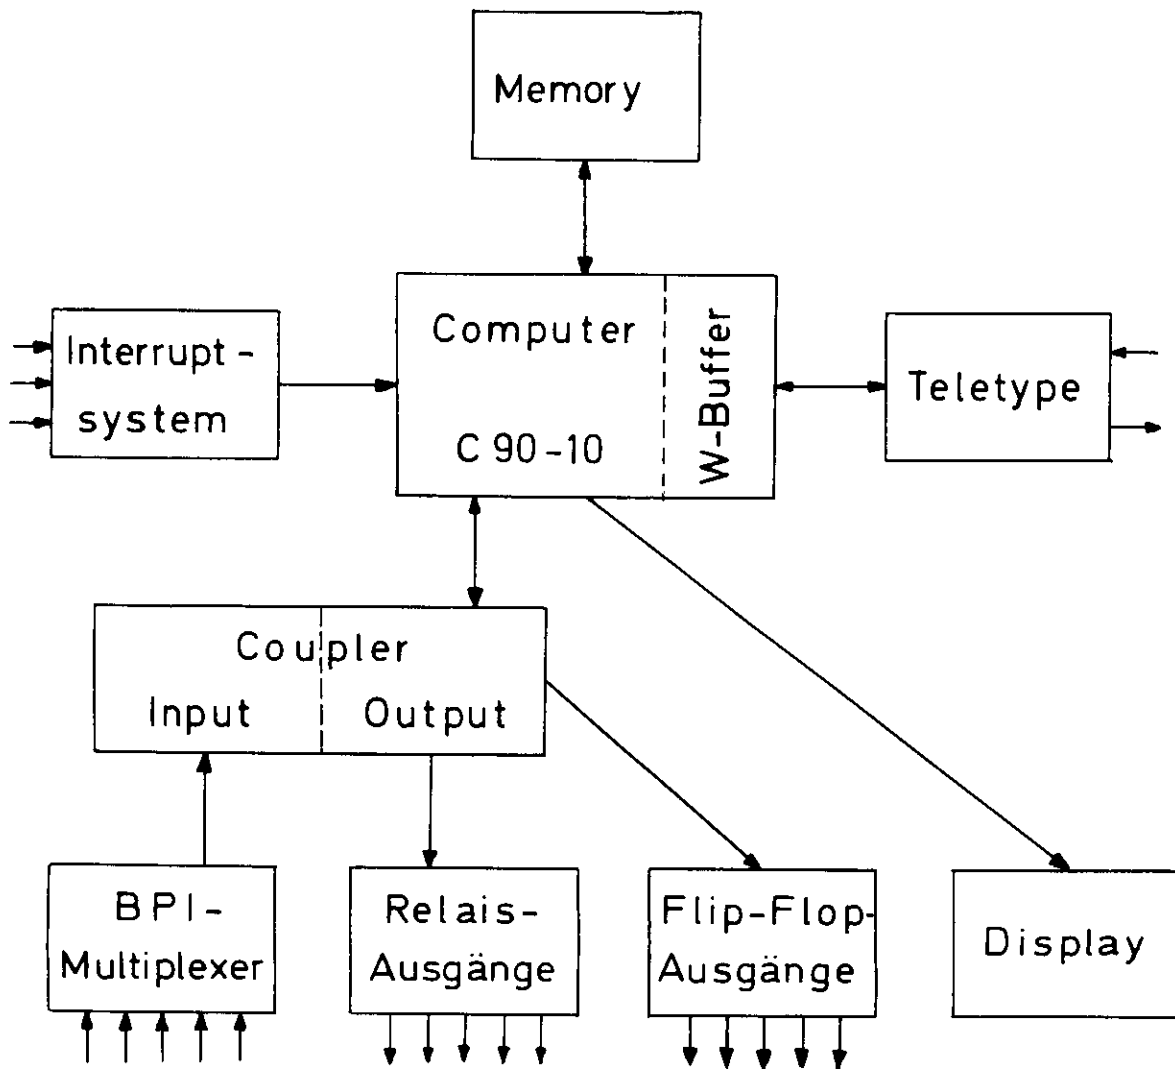 Memory
Interrupt-
system
Computer
C 90-10
W-Buffer
Teletype
Coupler
Input
Output
BPI-
Multiplexer
Relais-
Ausgänge
Flip-Flop-
Ausgänge
Display